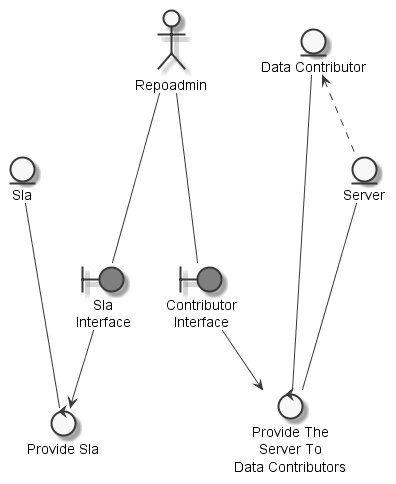 Repoadmin
Data Contributor
Sla
Server
Sla
Interface
Contributor
Interface
Provide Sla
Provide The
Server To
Data Contributors